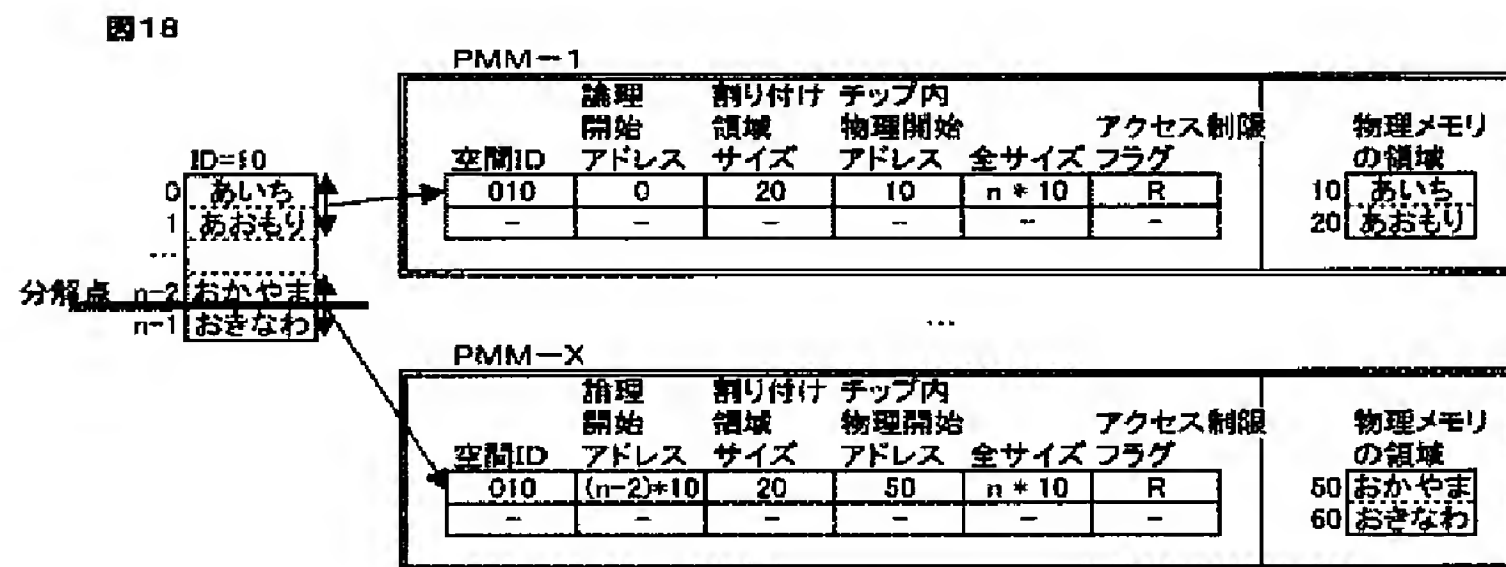 図18
PMM-1
論理 割り付け チップ内
開始 領域 物理開始 アクセス制限 物理メモリ
空間ID アドレス サイズ アドレス 全サイズ フラグ の領域
010 0 20 10 n * 10 R 10 あいち
- - - - - - 20 あおもり
ID=10
0 あいち
1 あおもり
...
分解点 n-2 おかやま
n-1 おきなわ
...
PMM-X
論理 割り付け チップ内
開始 領域 物理開始 アクセス制限 物理メモリ
空間ID アドレス サイズ アドレス 全サイズ フラグ の領域
010 (n-2)*10 20 50 n * 10 R 50 おかやま
- - - - - - 60 おきなわ